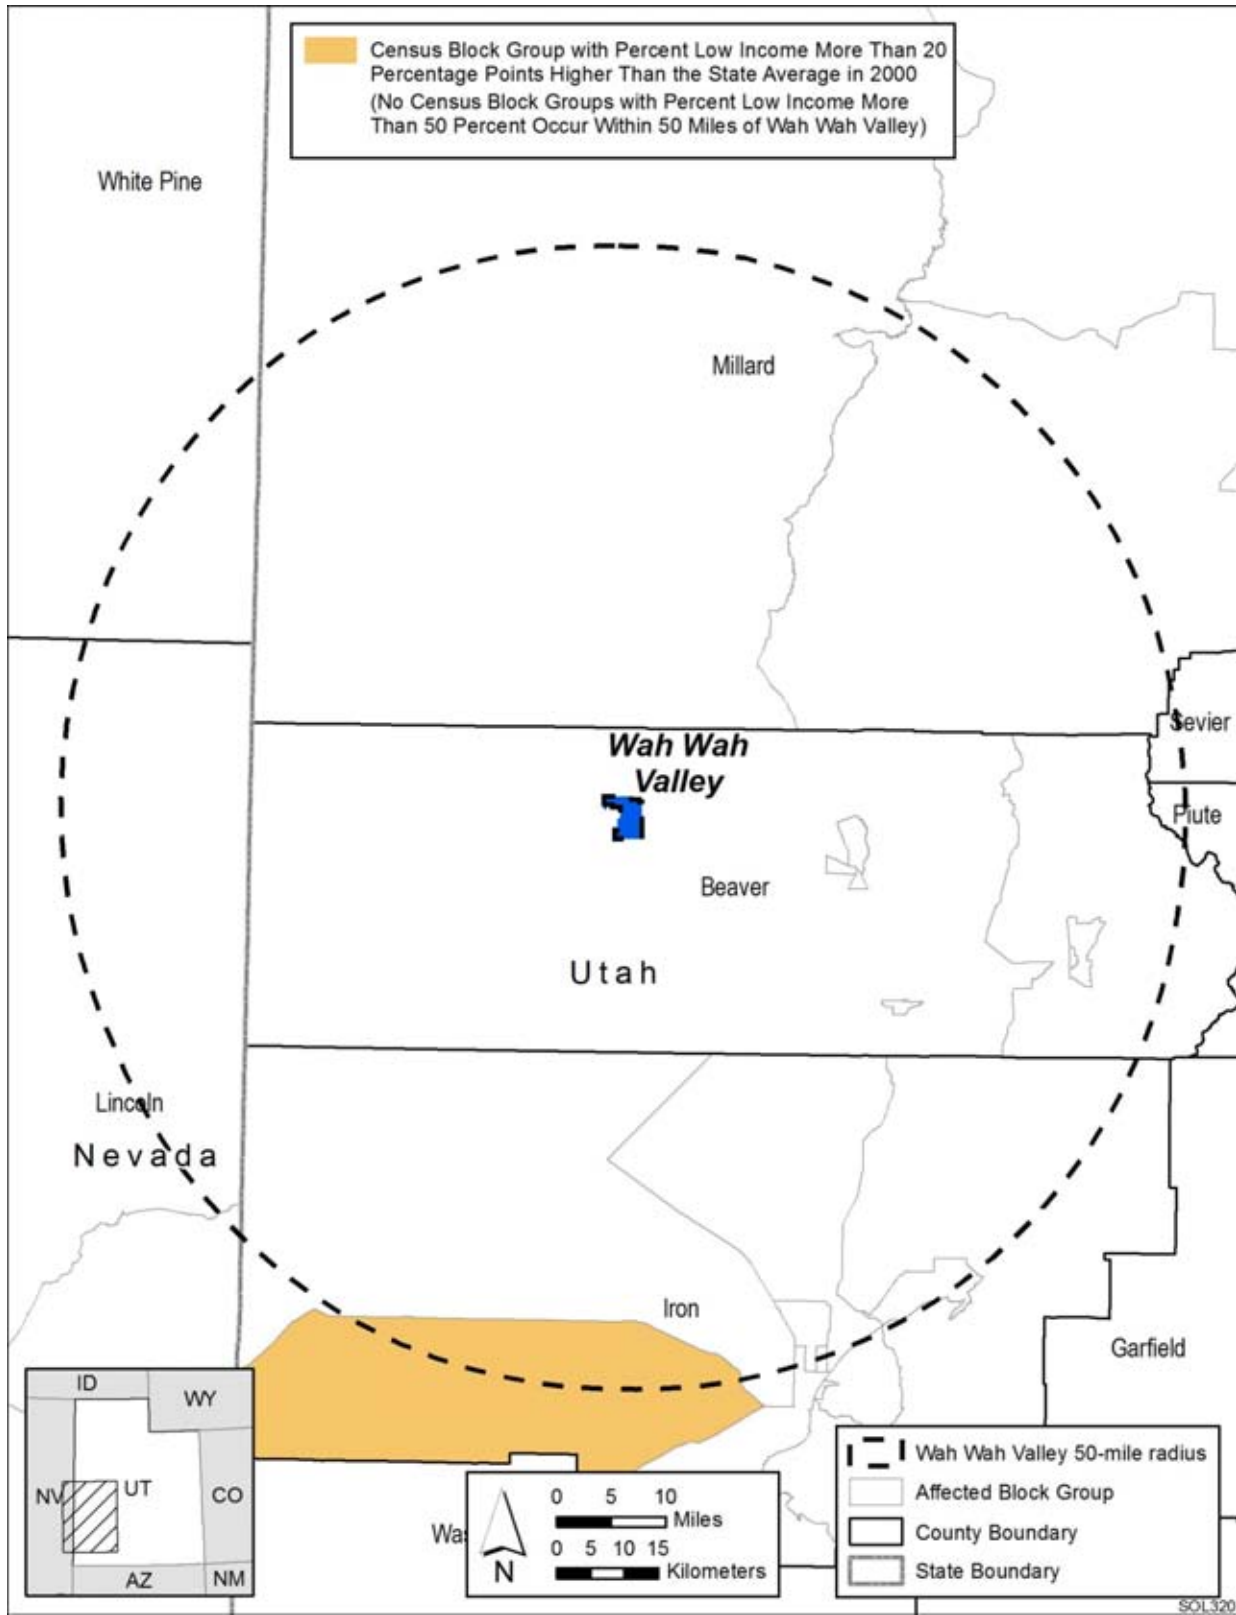 Census Block Group with Percent Low Income More Than 20
Percentage Points Higher Than the State Average in 2000
(No Census Block Groups with Percent Low Income More
Than 50 Percent Occur Within 50 Miles of Wah Wah Valley)
White Pine
Millard
Wah Wah
Valley
Sevier
Piute
Beaver
Utah
Lincoln
Nevada
Iron
Garfield
ID
WY
NV
UT
CO
AZ
NM
Was
N
0 5 10
Miles
0 5 10 15
Kilometers
Wah Wah Valley 50-mile radius
Affected Block Group
County Boundary
State Boundary
SOL320